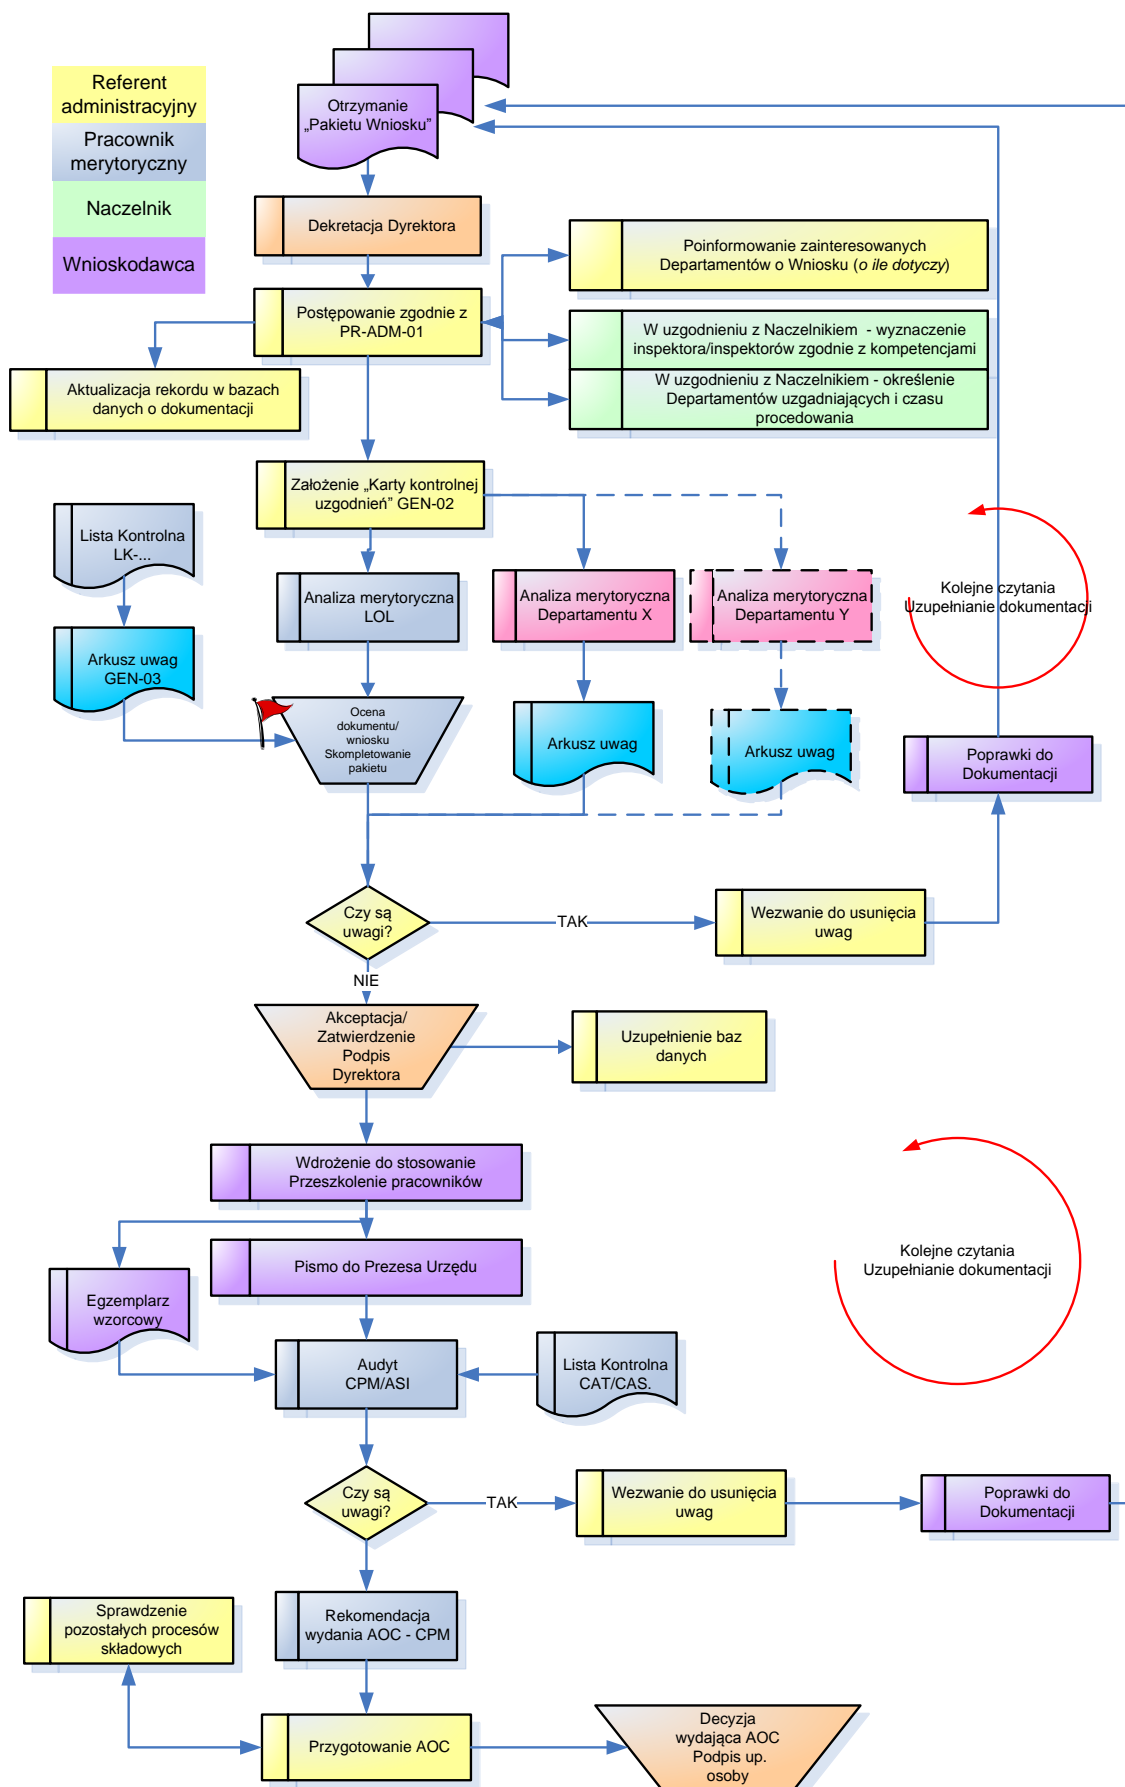 Referent
administracyjny
Pracownik
merytoryczny
Naczelnik
Wnioskodawca
Otrzymanie
„Pakietu Wniosku”
Dekretacja Dyrektora
Poinformowanie zainteresowanych
Departamentów o Wniosku (o ile dotyczy)
Postępowanie zgodnie z
PR-ADM-01
W uzgodnieniu z Naczelnikiem - wyznaczenie
inspektora/inspektorów zgodnie z kompetencjami
W uzgodnieniu z Naczelnikiem - określenie
Departamentów uzgadniających i czasu
procedowania
Aktualizacja rekordu w bazach
danych o dokumentacji
Założenie „Karty kontrolnej
uzgodnień” GEN-02
Lista Kontrolna
LK-...
Analiza merytoryczna
LOL
Analiza merytoryczna
Departamentu X
Analiza merytoryczna
Departamentu Y
Kolejne czytania
Uzupełnianie dokumentacji
Arkusz uwag
GEN-03
Ocena
dokumentu/
wniosku
Skompletowanie
pakietu
Arkusz uwag
Arkusz uwag
Poprawki do
Dokumentacji
Czy są
uwagi?
TAK
Wezwanie do usunięcia
uwag
NIE
Akceptacja/
Zatwierdzenie
Podpis
Dyrektora
Uzupełnienie baz
danych
Wdrożenie do stosowanie
Przeszkolenie pracowników
Pismo do Prezesa Urzędu
Kolejne czytania
Uzupełnianie dokumentacji
Egzemplarz
wzorcowy
Audyt
CPM/ASI
Lista Kontrolna
CAT/CAS.
Czy są
uwagi?
TAK
Wezwanie do usunięcia
uwag
Poprawki do
Dokumentacji
Sprawdzenie
pozostałych procesów
składowych
Rekomendacja
wydania AOC - CPM
Przygotowanie AOC
Decyzja
wydająca AOC
Podpis up.
osoby